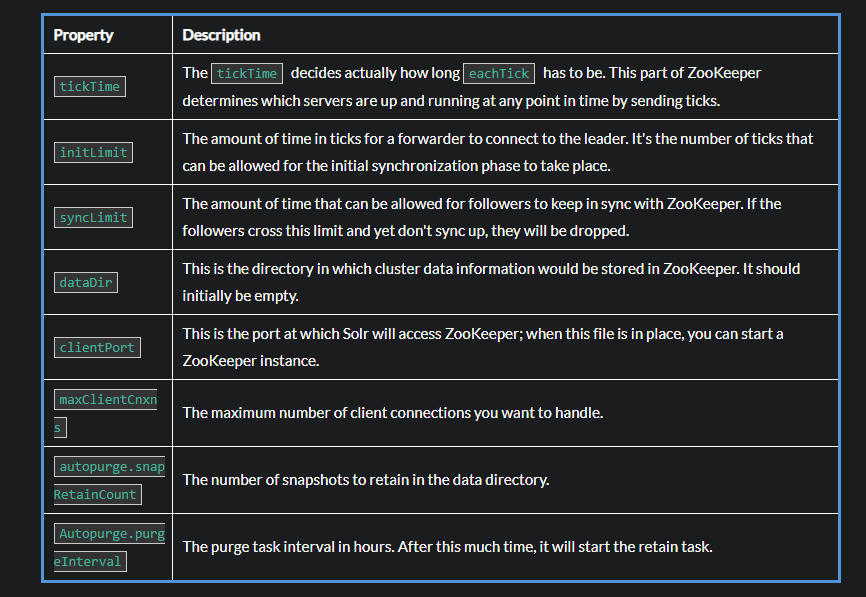 Property Description
tickTime
The tickTime decides actually how long eachTick has to be. This part of ZooKeeper
determines which servers are up and running at any point in time by sending ticks.
initLimit
The amount of time in ticks for a forwarder to connect to the leader. It's the number of ticks that
can be allowed for the initial synchronization phase to take place.
syncLimit
The amount of time that can be allowed for followers to keep in sync with ZooKeeper. If the
followers cross this limit and yet don't sync up, they will be dropped.
dataDir
This is the directory in which cluster data information would be stored in ZooKeeper. It should
initially be empty.
clientPort
This is the port at which Solr will access ZooKeeper; when this file is in place, you can start a
ZooKeeper instance.
maxClientCnxn
s
The maximum number of client connections you want to handle.
autopurge.snap
RetainCount
The number of snapshots to retain in the data directory.
Autopurge.purg
eInterval
The purge task interval in hours. After this much time, it will start the retain task.